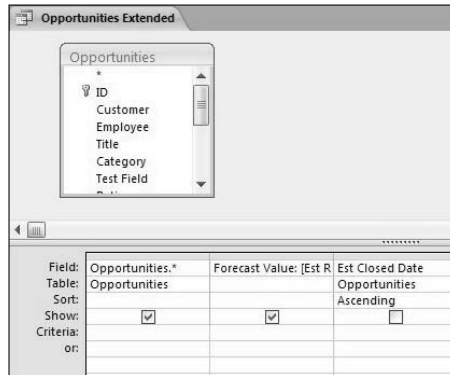 Opportunities Extended
Opportunities
*
ID
Customer
Employee
Title
Category
Test Field
Field: Opportunities.* Forecast Value: [Est R Est Closed Date
Table: Opportunities Opportunities
Sort: Ascending
Show:
Criteria:
or: